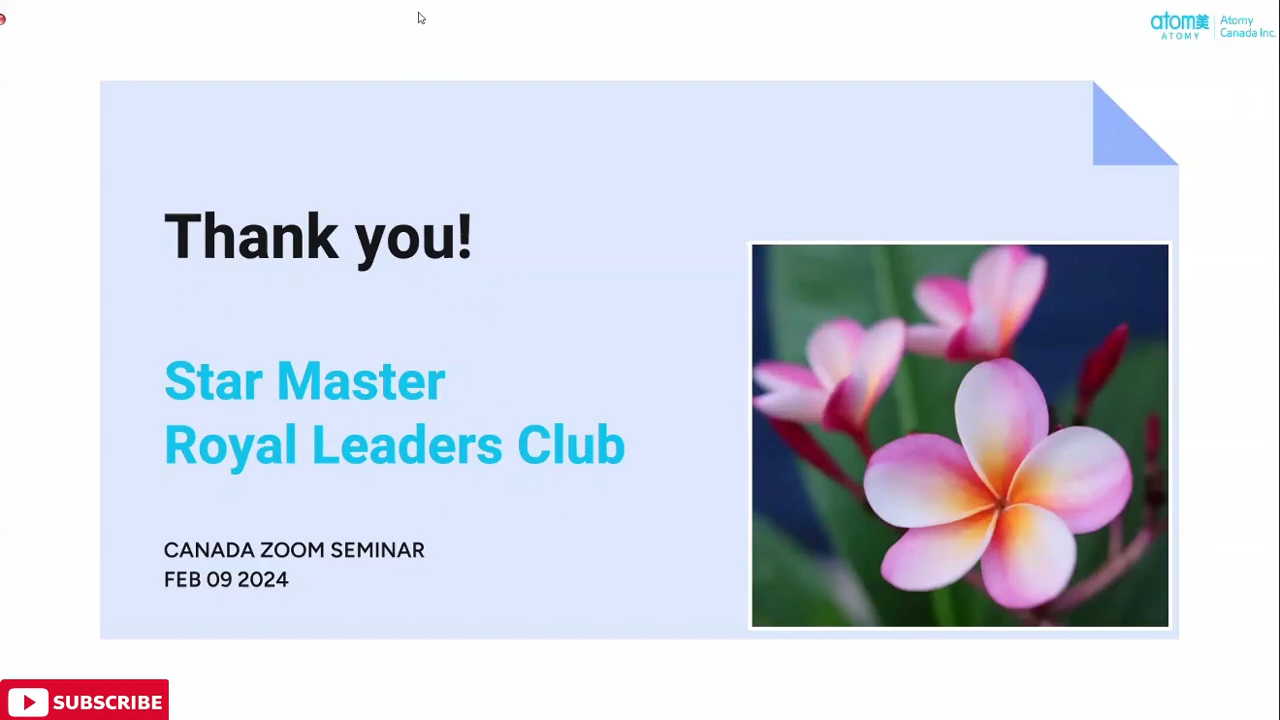 atom美
ATOMY
Atomy
Canada Inc.
Thank you!
Star Master
Royal Leaders Club
CANADA ZOOM SEMINAR
FEB 09 2024
SUBSCRIBE